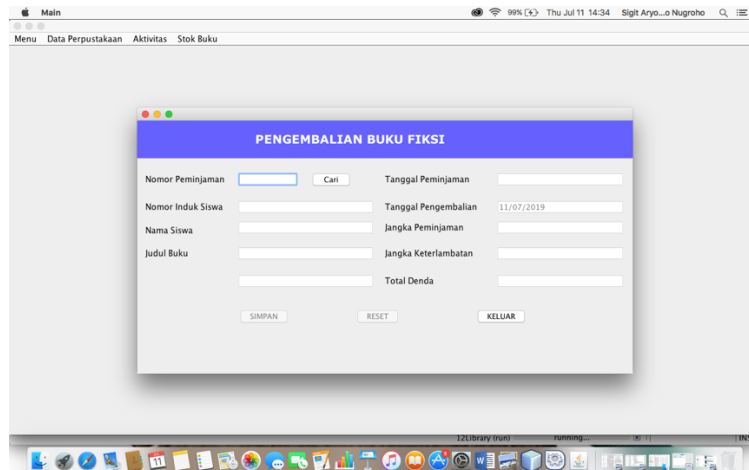 Main 99% Thu Jul 11 14:34 Sigit Aryo...o Nugroho
Menu Data Perpustakaan Aktivitas Stok Buku
PENGEMBALIAN BUKU FIKSI
Nomor Peminjaman Cari Tanggal Peminjaman
Nomor Induk Siswa Tanggal Pengembalian 11/07/2019
Nama Siswa Jangka Peminjaman
Judul Buku Jangka Keterlambatan
Total Denda
SIMPAN RESET KELUAR
12Library (run) running...